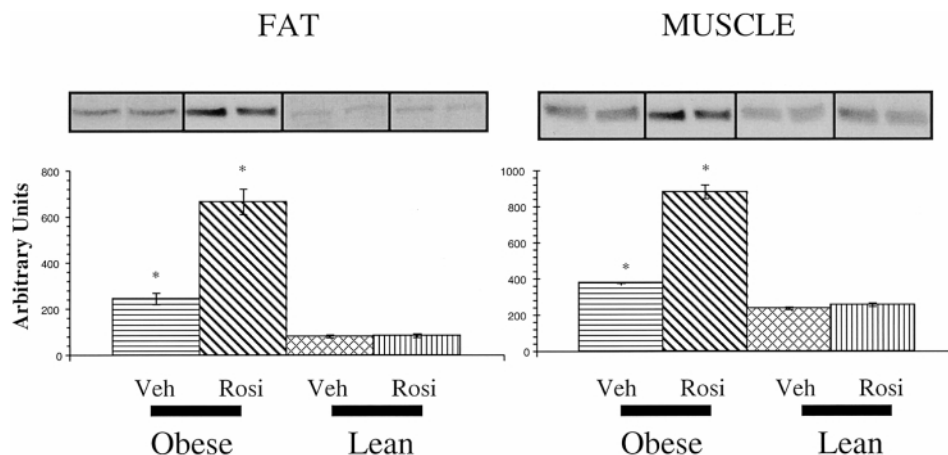 FAT
MUSCLE
Arbitrary Units
800
600
400
200
0
*
*
Veh
Rosi
Veh
Rosi
Obese
Lean
1000
800
600
400
200
0
*
*
Veh
Rosi
Veh
Rosi
Obese
Lean